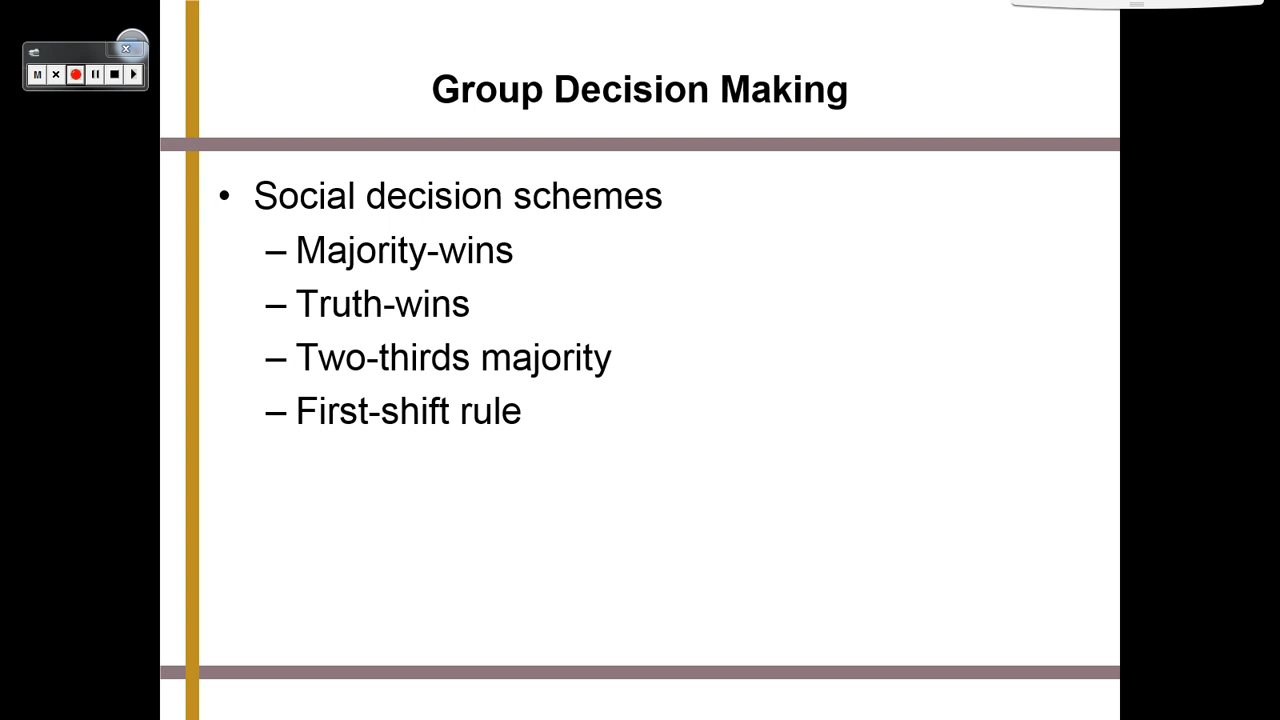 M
Group Decision Making
• Social decision schemes
– Majority-wins
– Truth-wins
– Two-thirds majority
– First-shift rule